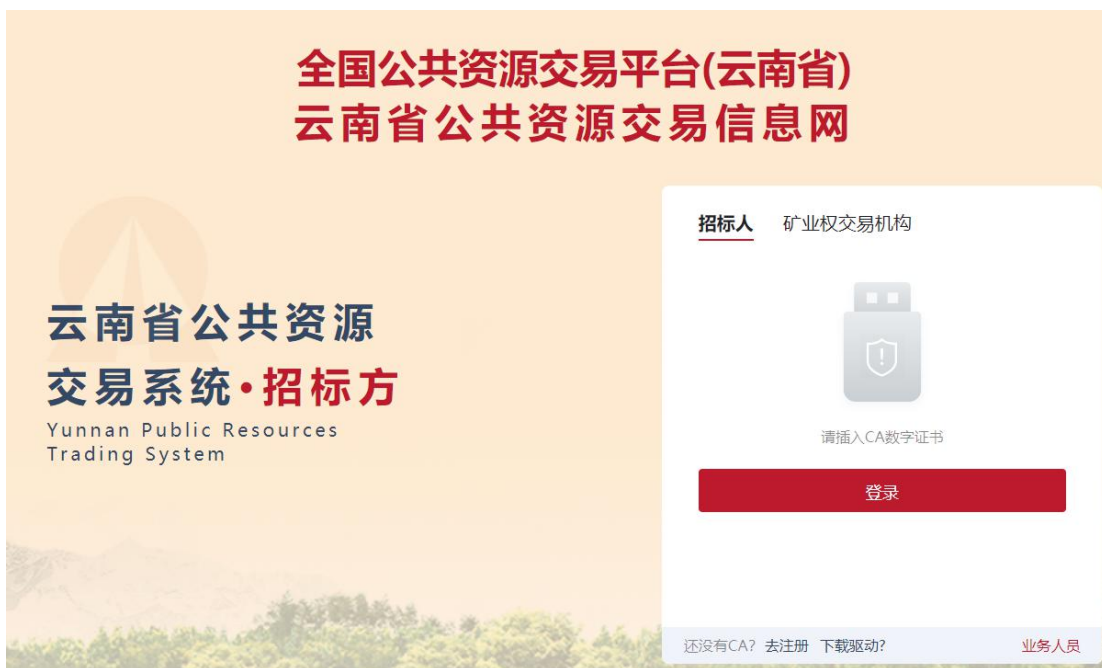 全国公共资源交易平台(云南省)
云南省公共资源交易信息网
云南省公共资源
交易系统•招标方
Yunnan Public Resources
Trading System
招标人 矿业权交易机构
请插入CA数字证书
登录
还没有CA? 去注册 下载驱动? 业务人员